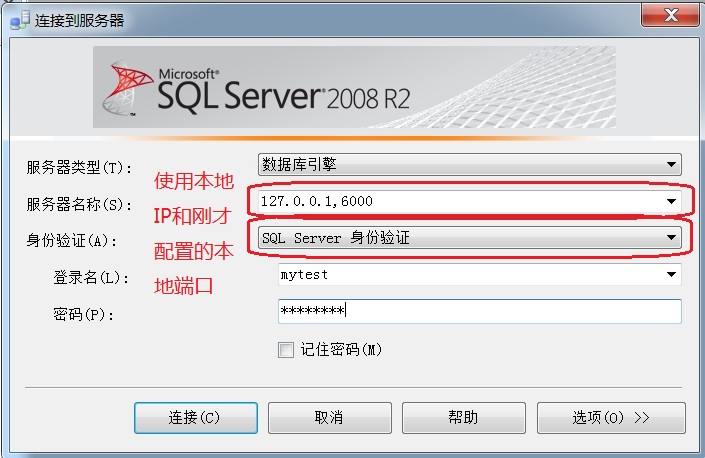 连接到服务器
Microsoft®
SQL Server® 2008 R2
服务器类型(T):
数据库引擎
服务器名称(S):
127.0.0.1,6000
身份验证(A):
SQL Server 身份验证
使用本地
IP和刚才
配置的本
地端口
登录名(L):
mytest
密码(P):
********
记住密码(M)
连接(C)
取消
帮助
选项(O) >>